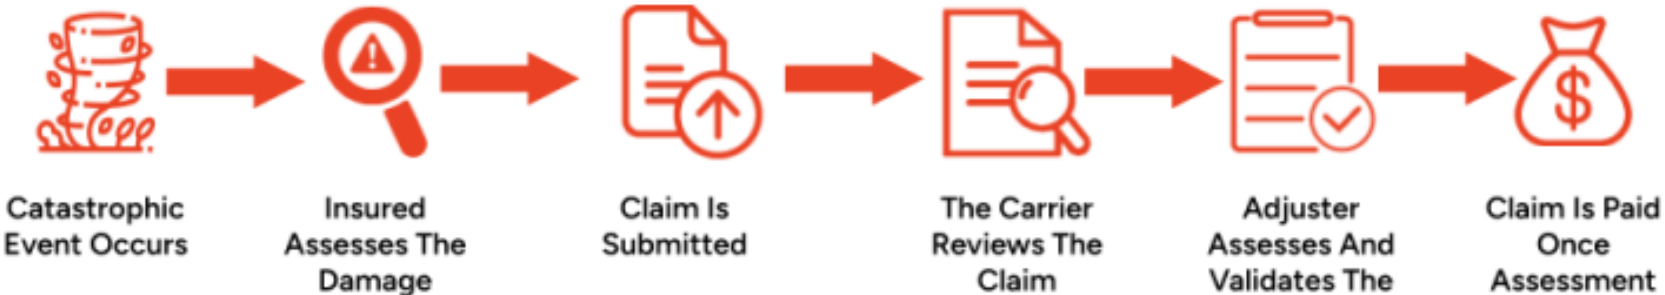 Catastrophic
Event Occurs
Insured
Assesses The
Damage
Claim Is
Submitted
The Carrier
Reviews The
Claim
Adjuster
Assesses And
Validates The
Claim Is Paid
Once
Assessment
$